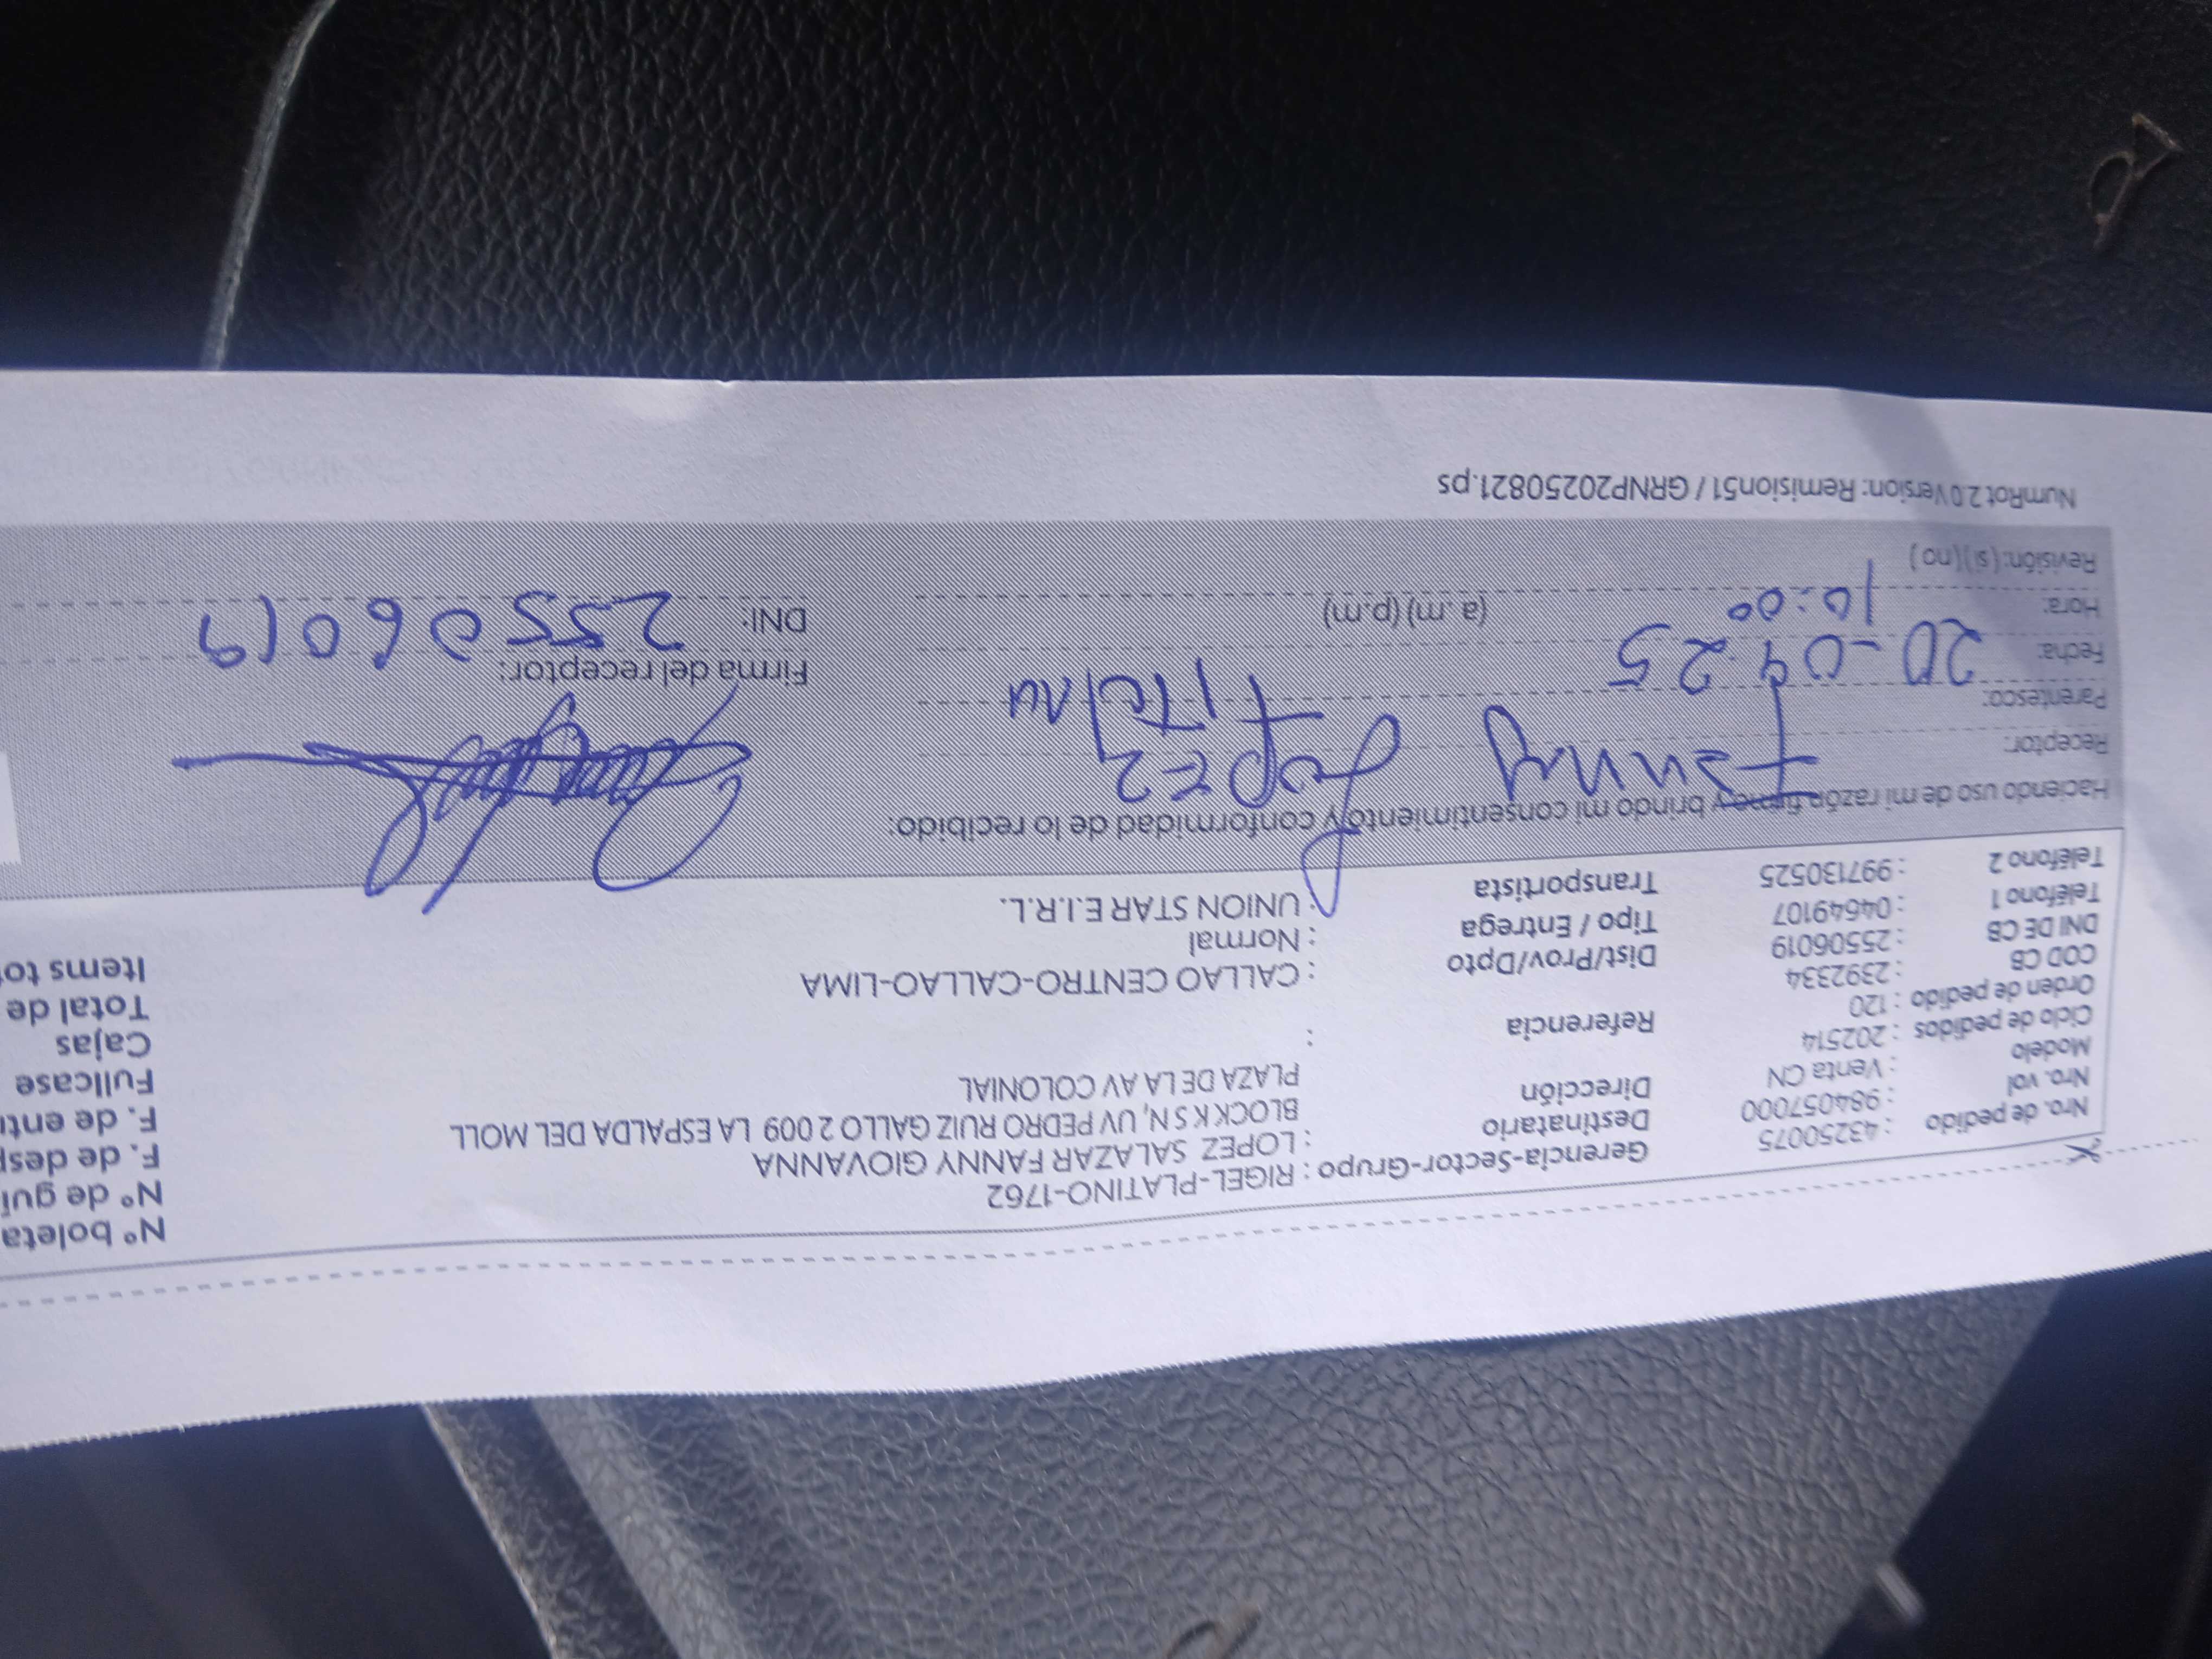 Nro. de pedido : 43250075 Gerencia-Sector-Grupo : RIGEL-PLATINO-1762 N° boleta
Nro. vol : 984057000 Destinatario : LOPEZ SALAZAR FANNY GIOVANNA N° de guí
Modelo : Venta CN Dirección BLOCK K S N, UV PEDRO RUIZ GALLO 2 009 LA ESPALDA DEL MOLL F. de desp
PLAZA DE LA AV COLONIAL F. de entr
Ciclo de pedidos : 202514 Referencia : Fullcase
Orden de pedido : 120 Cajas
COD CB : 2392334 Dist/Prov/Dpto : CALLAO CENTRO-CALLAO-LIMA Total de
DNI DE CB : 25506019 Tipo / Entrega : Normal Items to
Teléfono 1 : 04649107 Transportista : UNION STAR E.I.R.L.
Teléfono 2 : 997130525
Haciendo uso de mi razón firmo y brindo mi consentimiento y conformidad de lo recibido:
Receptor: Fanny Lopez
Parentesco: Firma del receptor:
Fecha: 20-04-25
Hora: 10:00 (a.m) (p.m) DNI: 25506019
Revisión: (si) (no)
NumRot 2.0 Version: Remision51 / GRNP20250821.ps